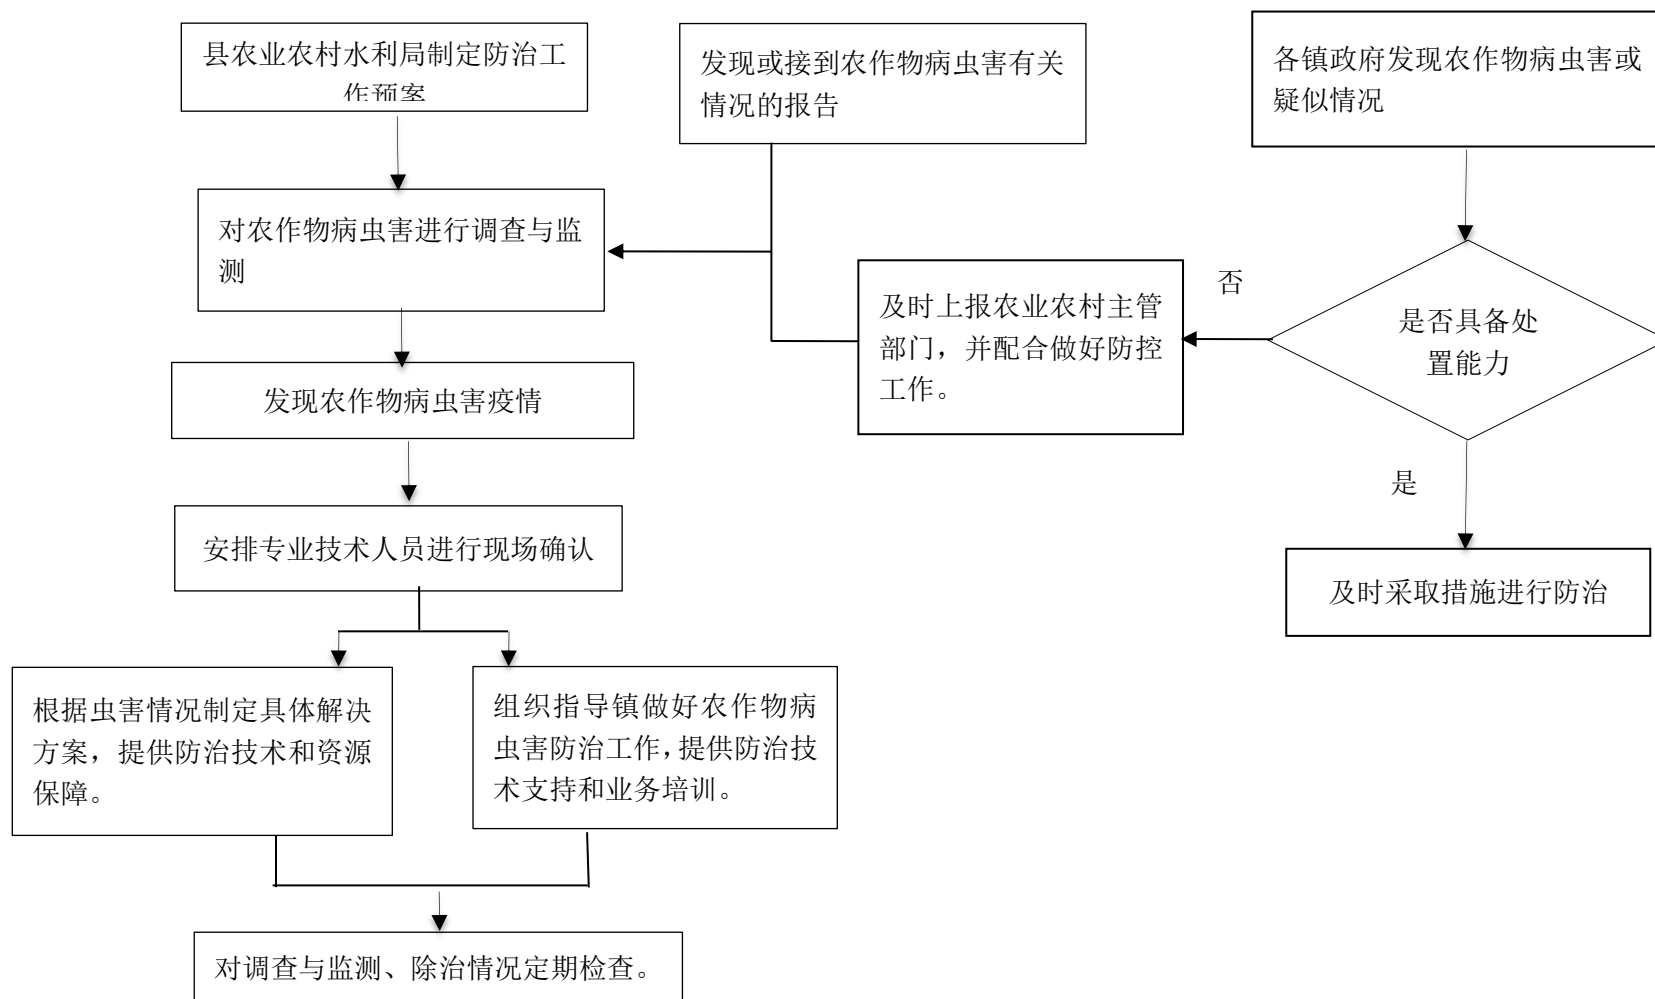 县农业农村水利局制定防治工
作预案
发现或接到农作物病虫害有关
情况的报告
各镇政府发现农作物病虫害或
疑似情况
对农作物病虫害进行调查与监
测
否
及时上报农业农村主管
部门，并配合做好防控
工作。
是否具备处
置能力
发现农作物病虫害疫情
是
安排专业技术人员进行现场确认
及时采取措施进行防治
根据虫害情况制定具体解决
方案，提供防治技术和资源
保障。
组织指导镇做好农作物病
虫害防治工作，提供防治技
术支持和业务培训。
对调查与监测、除治情况定期检查。